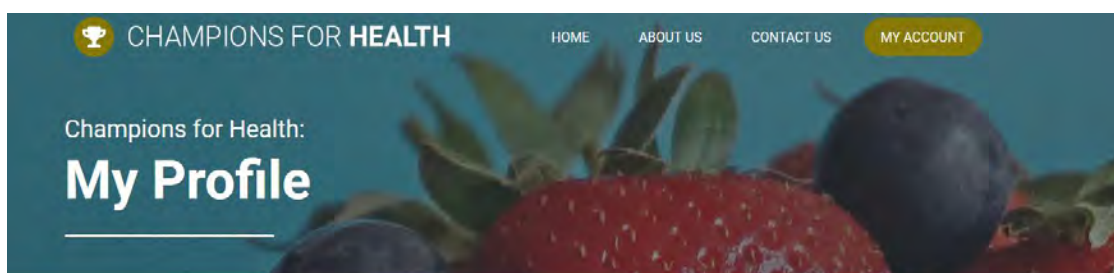 CHAMPIONS FOR HEALTH
HOME ABOUT US CONTACT US MY ACCOUNT
Champions for Health:
My Profile